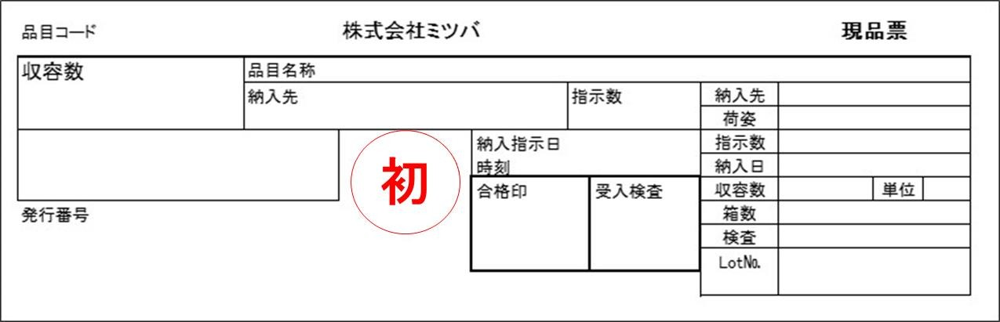 品目コード 株式会社ミツバ 現品票
収容数 品目名称
納入先 指示数 納入先
荷姿
納入指示日 指示数
時刻 納入日
初
合格印 受入検査 収容数 単位
発行番号 箱数
検査
Lot№.